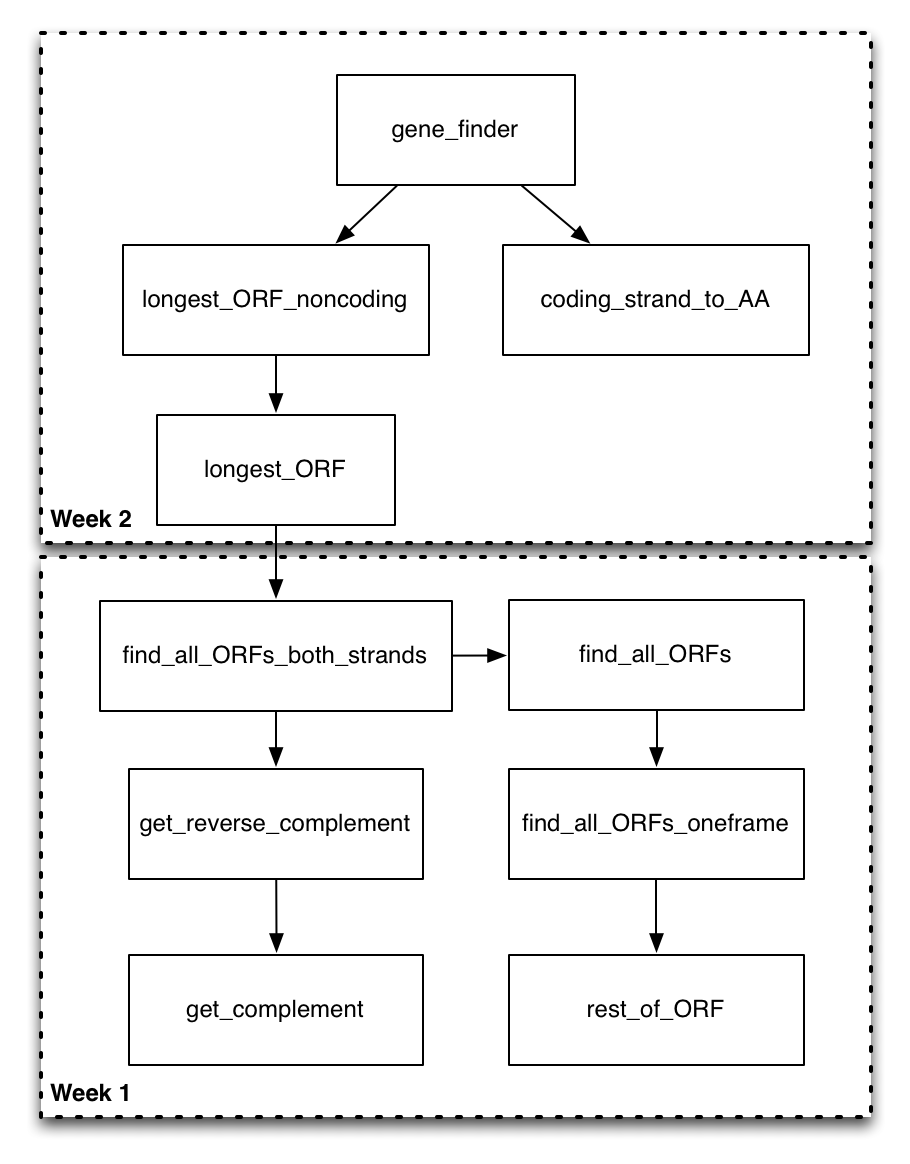 gene_finder
longest_ORF_noncoding
coding_strand_to_AA
longest_ORF
Week 2
find_all_ORFs_both_strands
find_all_ORFs
get_reverse_complement
find_all_ORFs_oneframe
get_complement
rest_of_ORF
Week 1